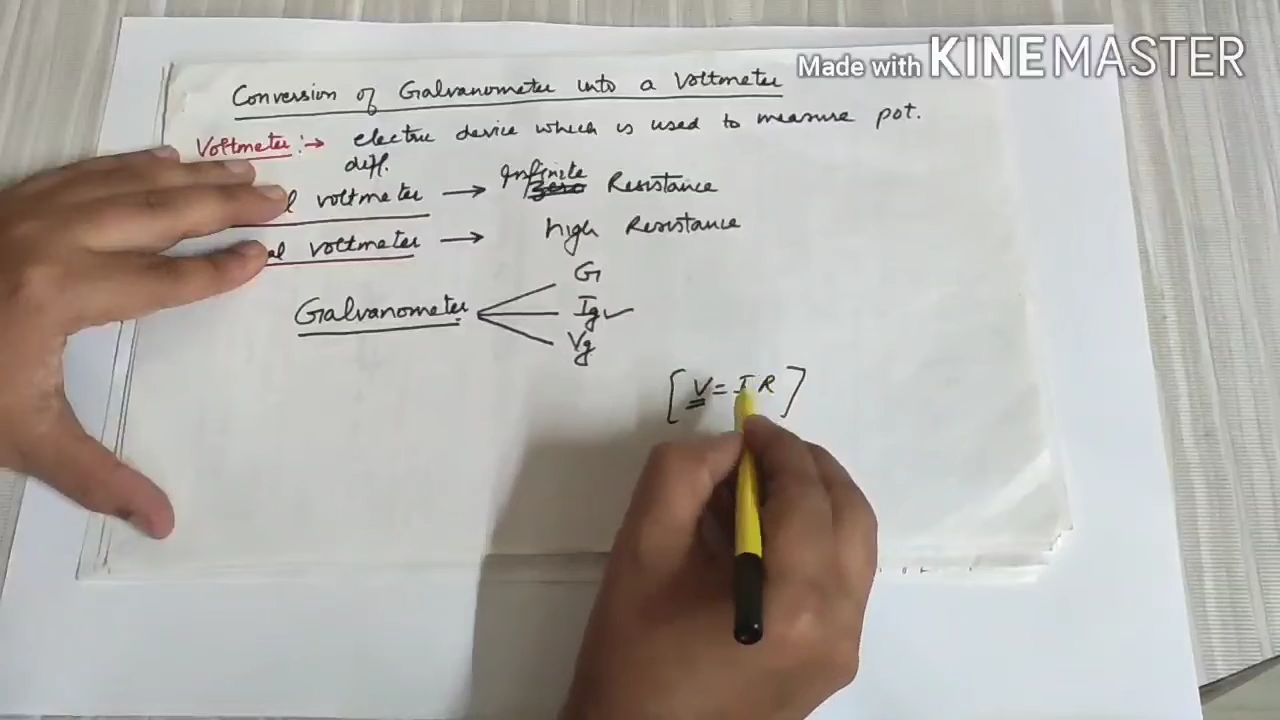 Made with KINEMASTER
Conversion of Galvanometer into a Voltmeter
Voltmeter :→ electric device which is used to measure pot.
diff.
voltmeter → Infinite Zero Resistance
voltmeter → high Resistance
Galvanometer
G
Ig ✓
Vg
[V = IR]